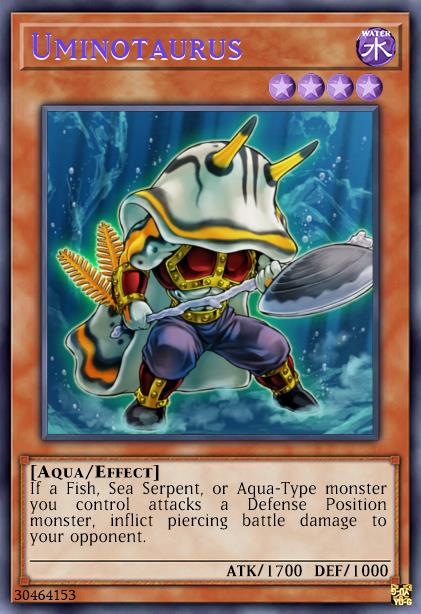 UMINOTAURUS
WATER
水
[AQUA/EFFECT]
If a Fish, Sea Serpent, or Aqua-Type monster
you control attacks a Defense Position
monster, inflict piercing battle damage to
your opponent.
ATK/1700 DEF/1000
30464153